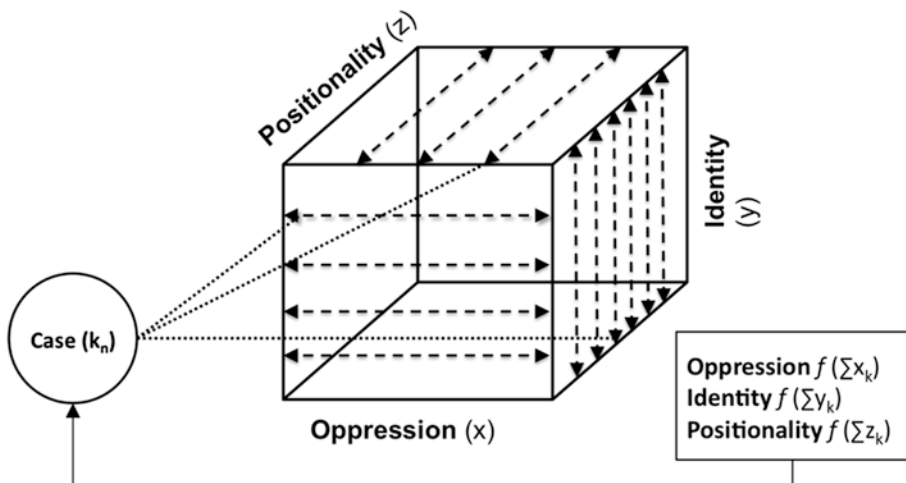 Positionality (z)
Identity
(y)
Case (kₙ)
Oppression (x)
Oppression f (∑xₖ)
Identity f (∑yₖ)
Positionality f (∑zₖ)